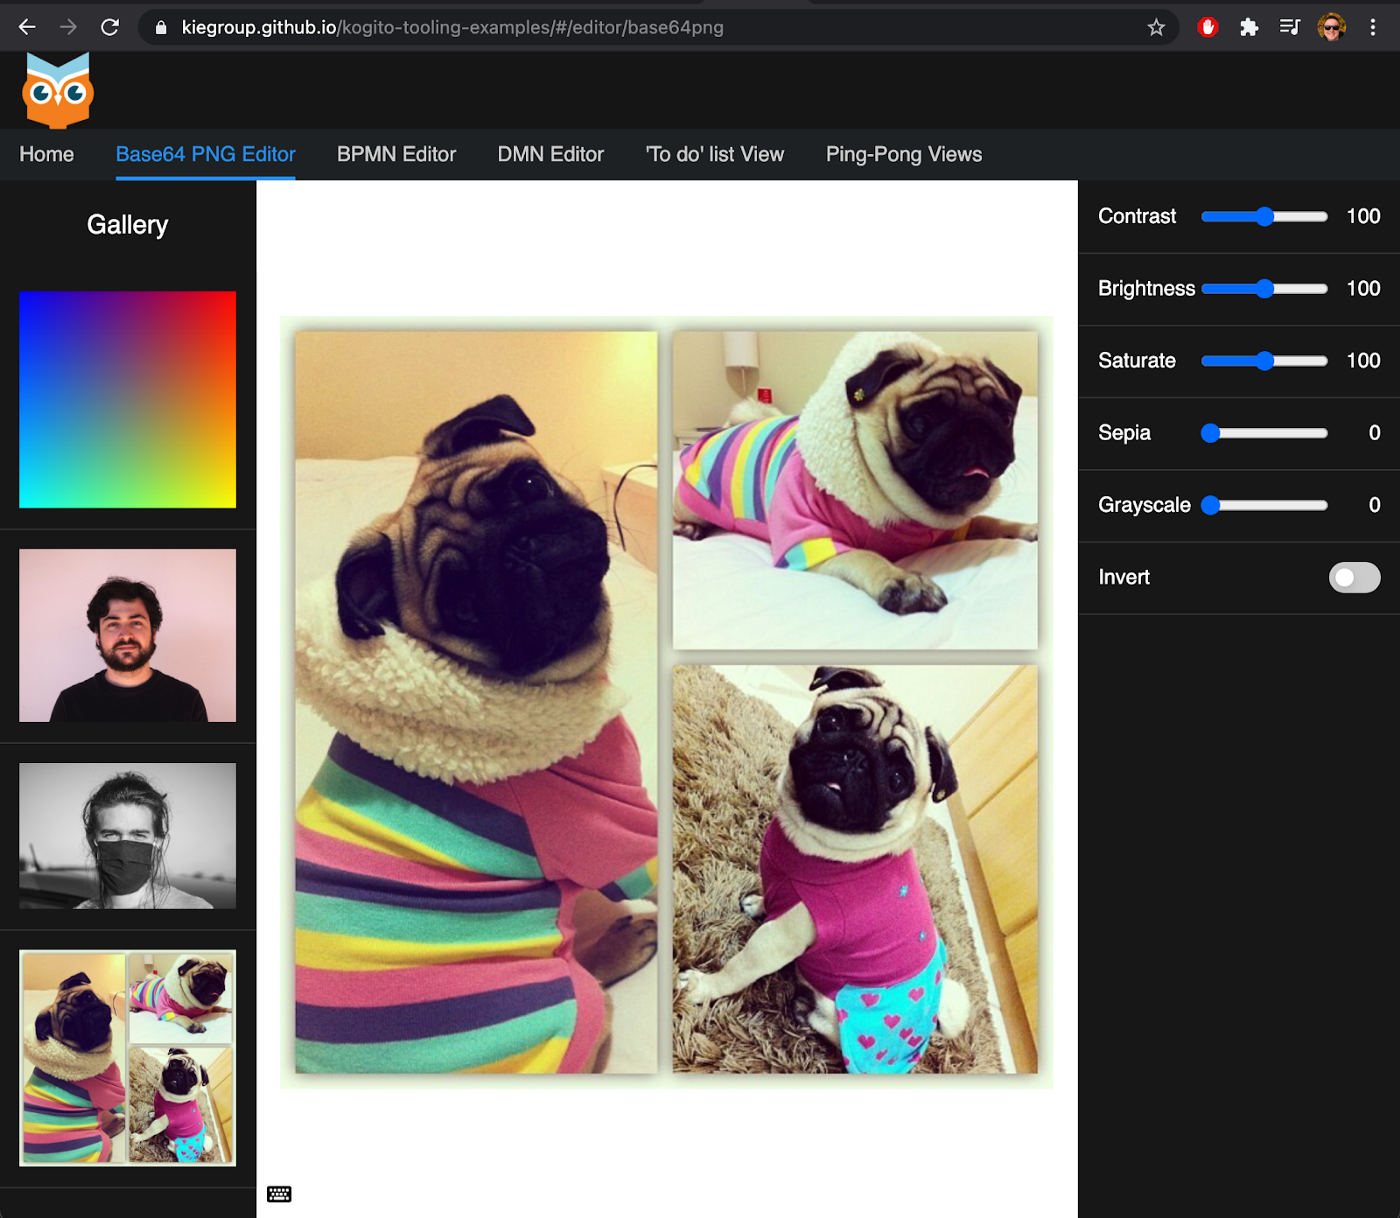 kiegroup.github.io/kogito-tooling-examples/#/editor/base64png
Home Base64 PNG Editor BPMN Editor DMN Editor 'To do' list View Ping-Pong Views
Gallery
Contrast 100
Brightness 100
Saturate 100
Sepia 0
Grayscale 0
Invert